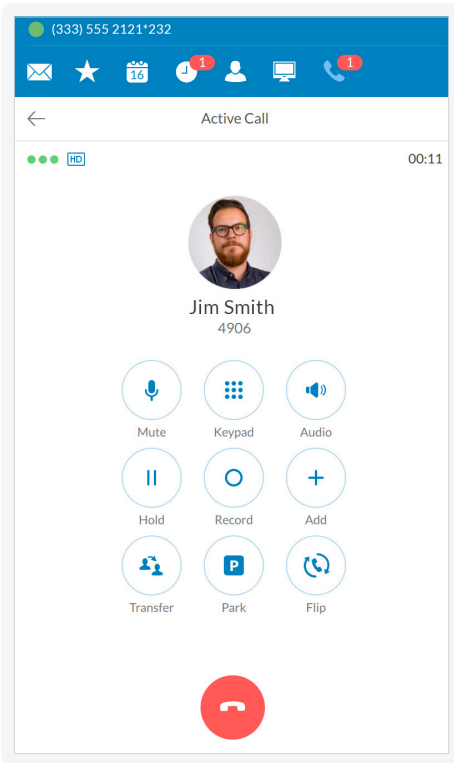 (333) 555 2121*232
16
1
1
Active Call
HD
00:11
Jim Smith
4906
Mute Keypad Audio
Hold Record Add
Transfer Park Flip
P